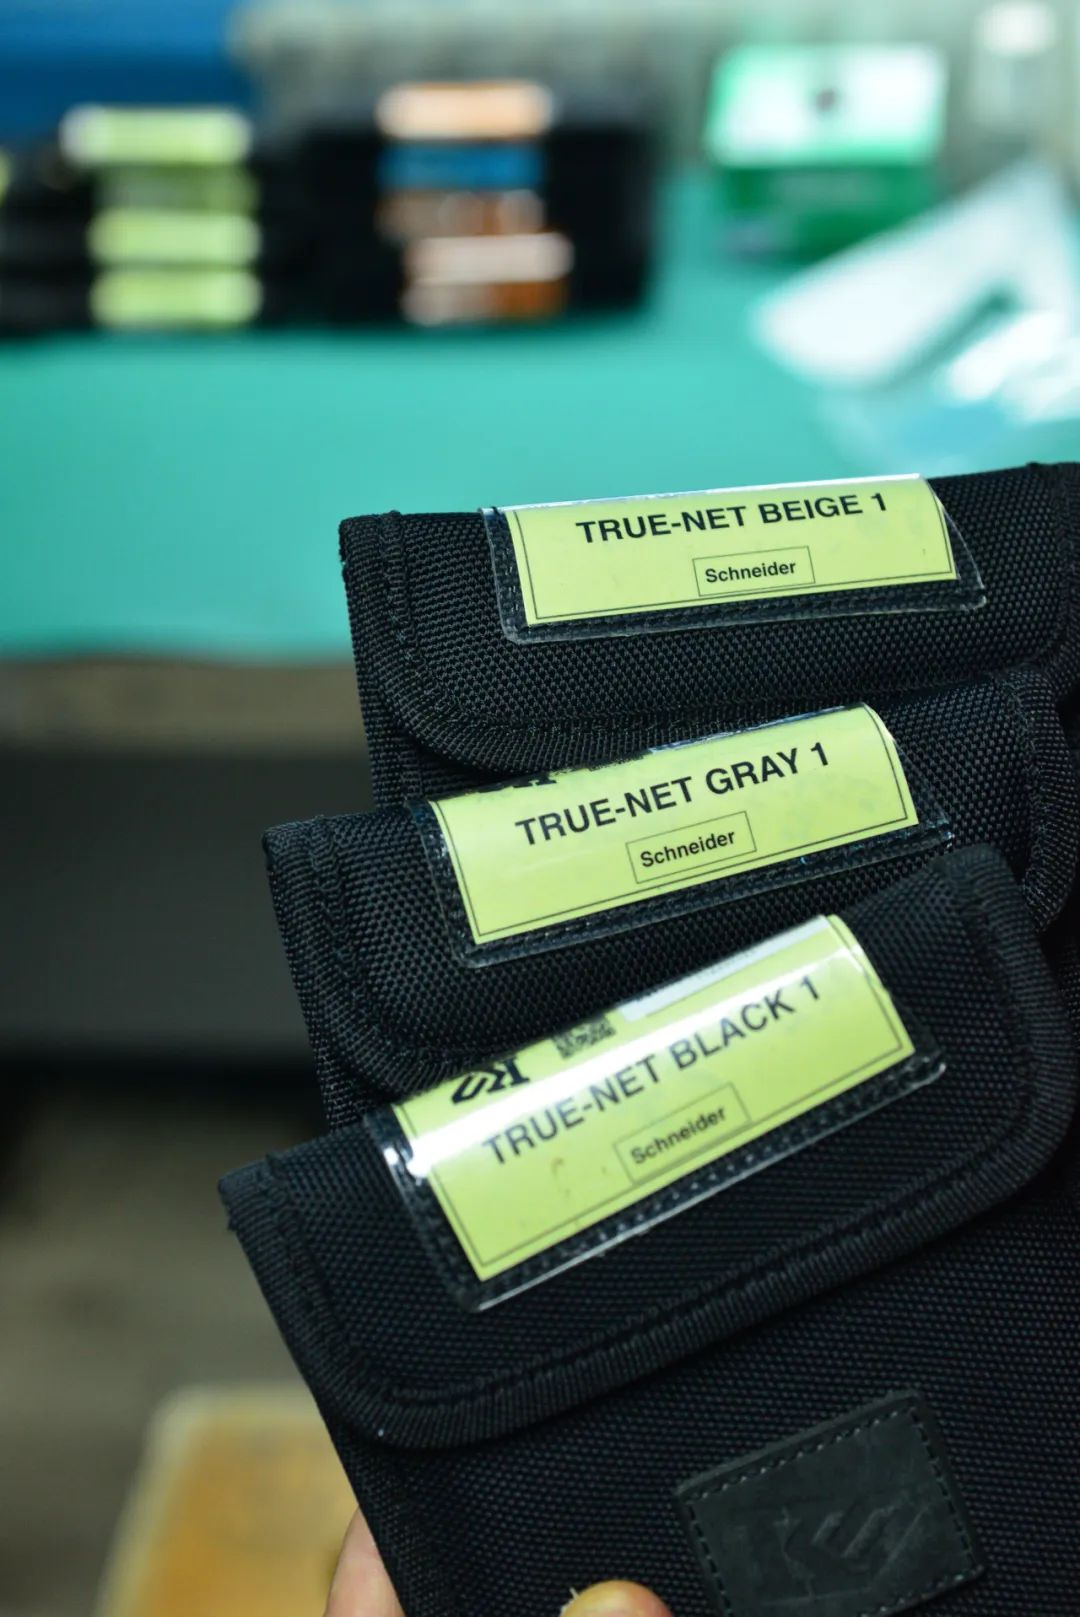 TRUE-NET BEIGE 1
Schneider
TRUE-NET GRAY 1
Schneider
TRUE-NET BLACK 1
Schneider